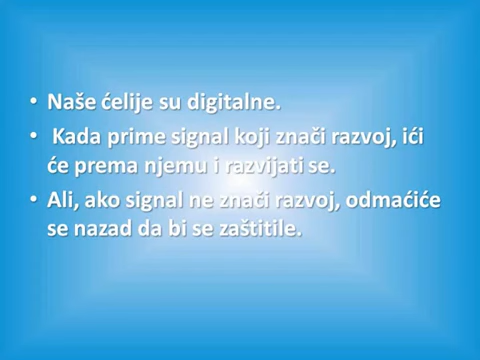 • Naše ćelije su digitalne.
• Kada prime signal koji znači razvoj, ići
će prema njemu i razvijati se.
• Ali, ako signal ne znači razvoj, odmaćiće
se nazad da bi se zaštitile.